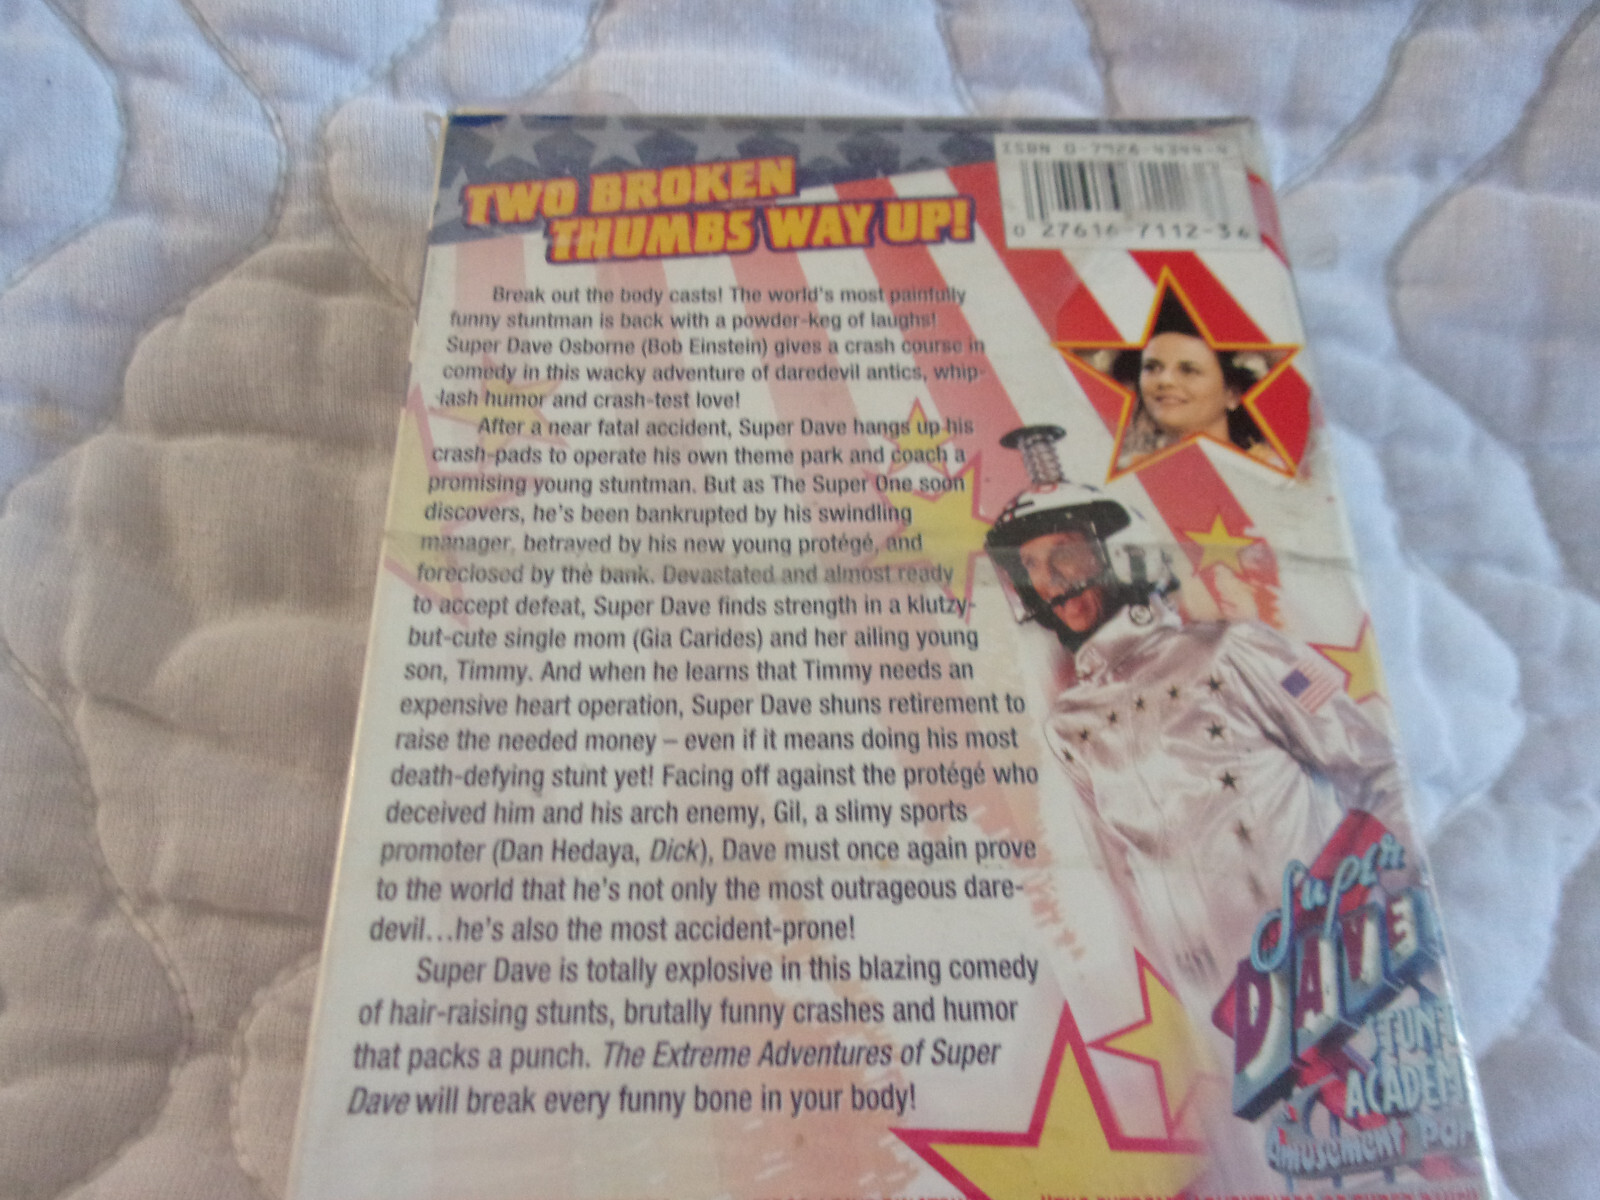 TWO BROKEN
THUMBS WAY UP!
ISBN 0-7926-4344-4
0 27616-7112-3 6
Break out the body casts! The world's most painfully
funny stuntman is back with a powder-keg of laughs!
Super Dave Osborne (Bob Einstein) gives a crash course in
comedy in this wacky adventure of daredevil antics, whip-
lash humor and crash-test love!
After a near fatal accident, Super Dave hangs up his
crash-pads to operate his own theme park and coach a
promising young stuntman. But as The Super One soon
discovers, he's been bankrupted by his swindling
manager, betrayed by his new young protégé, and
foreclosed by the bank. Devastated and almost ready
to accept defeat, Super Dave finds strength in a klutzy-
but-cute single mom (Gia Carides) and her ailing young
son, Timmy. And when he learns that Timmy needs an
expensive heart operation, Super Dave shuns retirement to
raise the needed money – even if it means doing his most
death-defying stunt yet! Facing off against the protégé who
deceived him and his arch enemy, Gil, a slimy sports
promoter (Dan Hedaya, Dick), Dave must once again prove
to the world that he's not only the most outrageous dare-
devil...he's also the most accident-prone!
Super Dave is totally explosive in this blazing comedy
of hair-raising stunts, brutally funny crashes and humor
that packs a punch. The Extreme Adventures of Super
Dave will break every funny bone in your body!
Super
DAVE
STUNT
ACADEM
Amusement Par